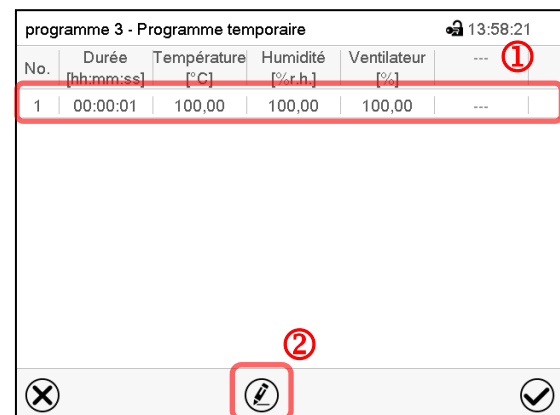 programme 3 - Programme temporaire 13:58:21
No. Durée [hh:mm:ss] Température [°C] Humidité [%r.h.] Ventilateur [%] ---
①
1 00:00:01 100,00 100,00 100,00 ---
②